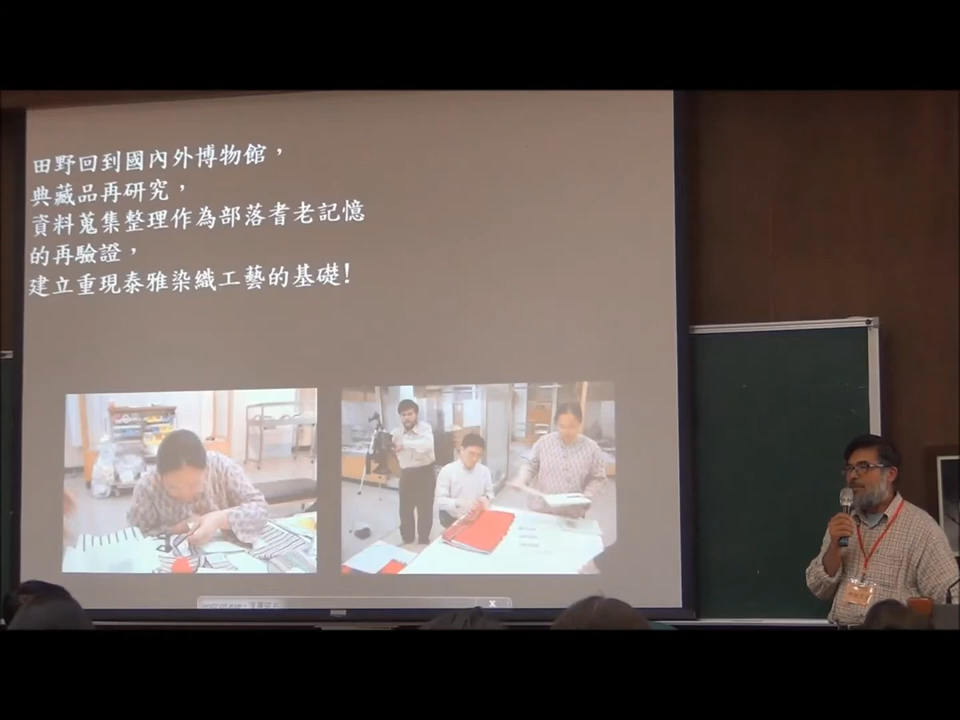 田野回到國內外博物館，
典藏品再研究，
資料蒐集整理作為部落耆老記憶
的再驗證，
建立重現泰雅染織工藝的基礎！